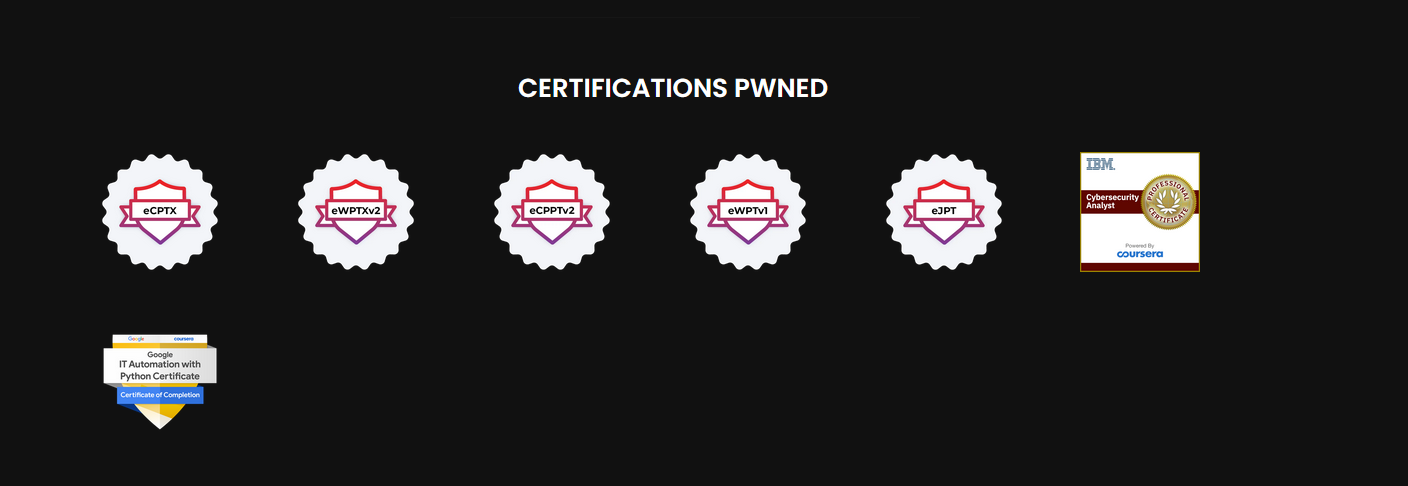 CERTIFICATIONS PWNED
eCPTX
eWPTXv2
eCPPTv2
eWPTv1
eJPT
IBM.
Cybersecurity
Analyst
PROFESSIONAL
CERTIFICATE
Powered By
coursera
Google
coursera
Google
IT Automation with
Python Certificate
Certificate of Completion